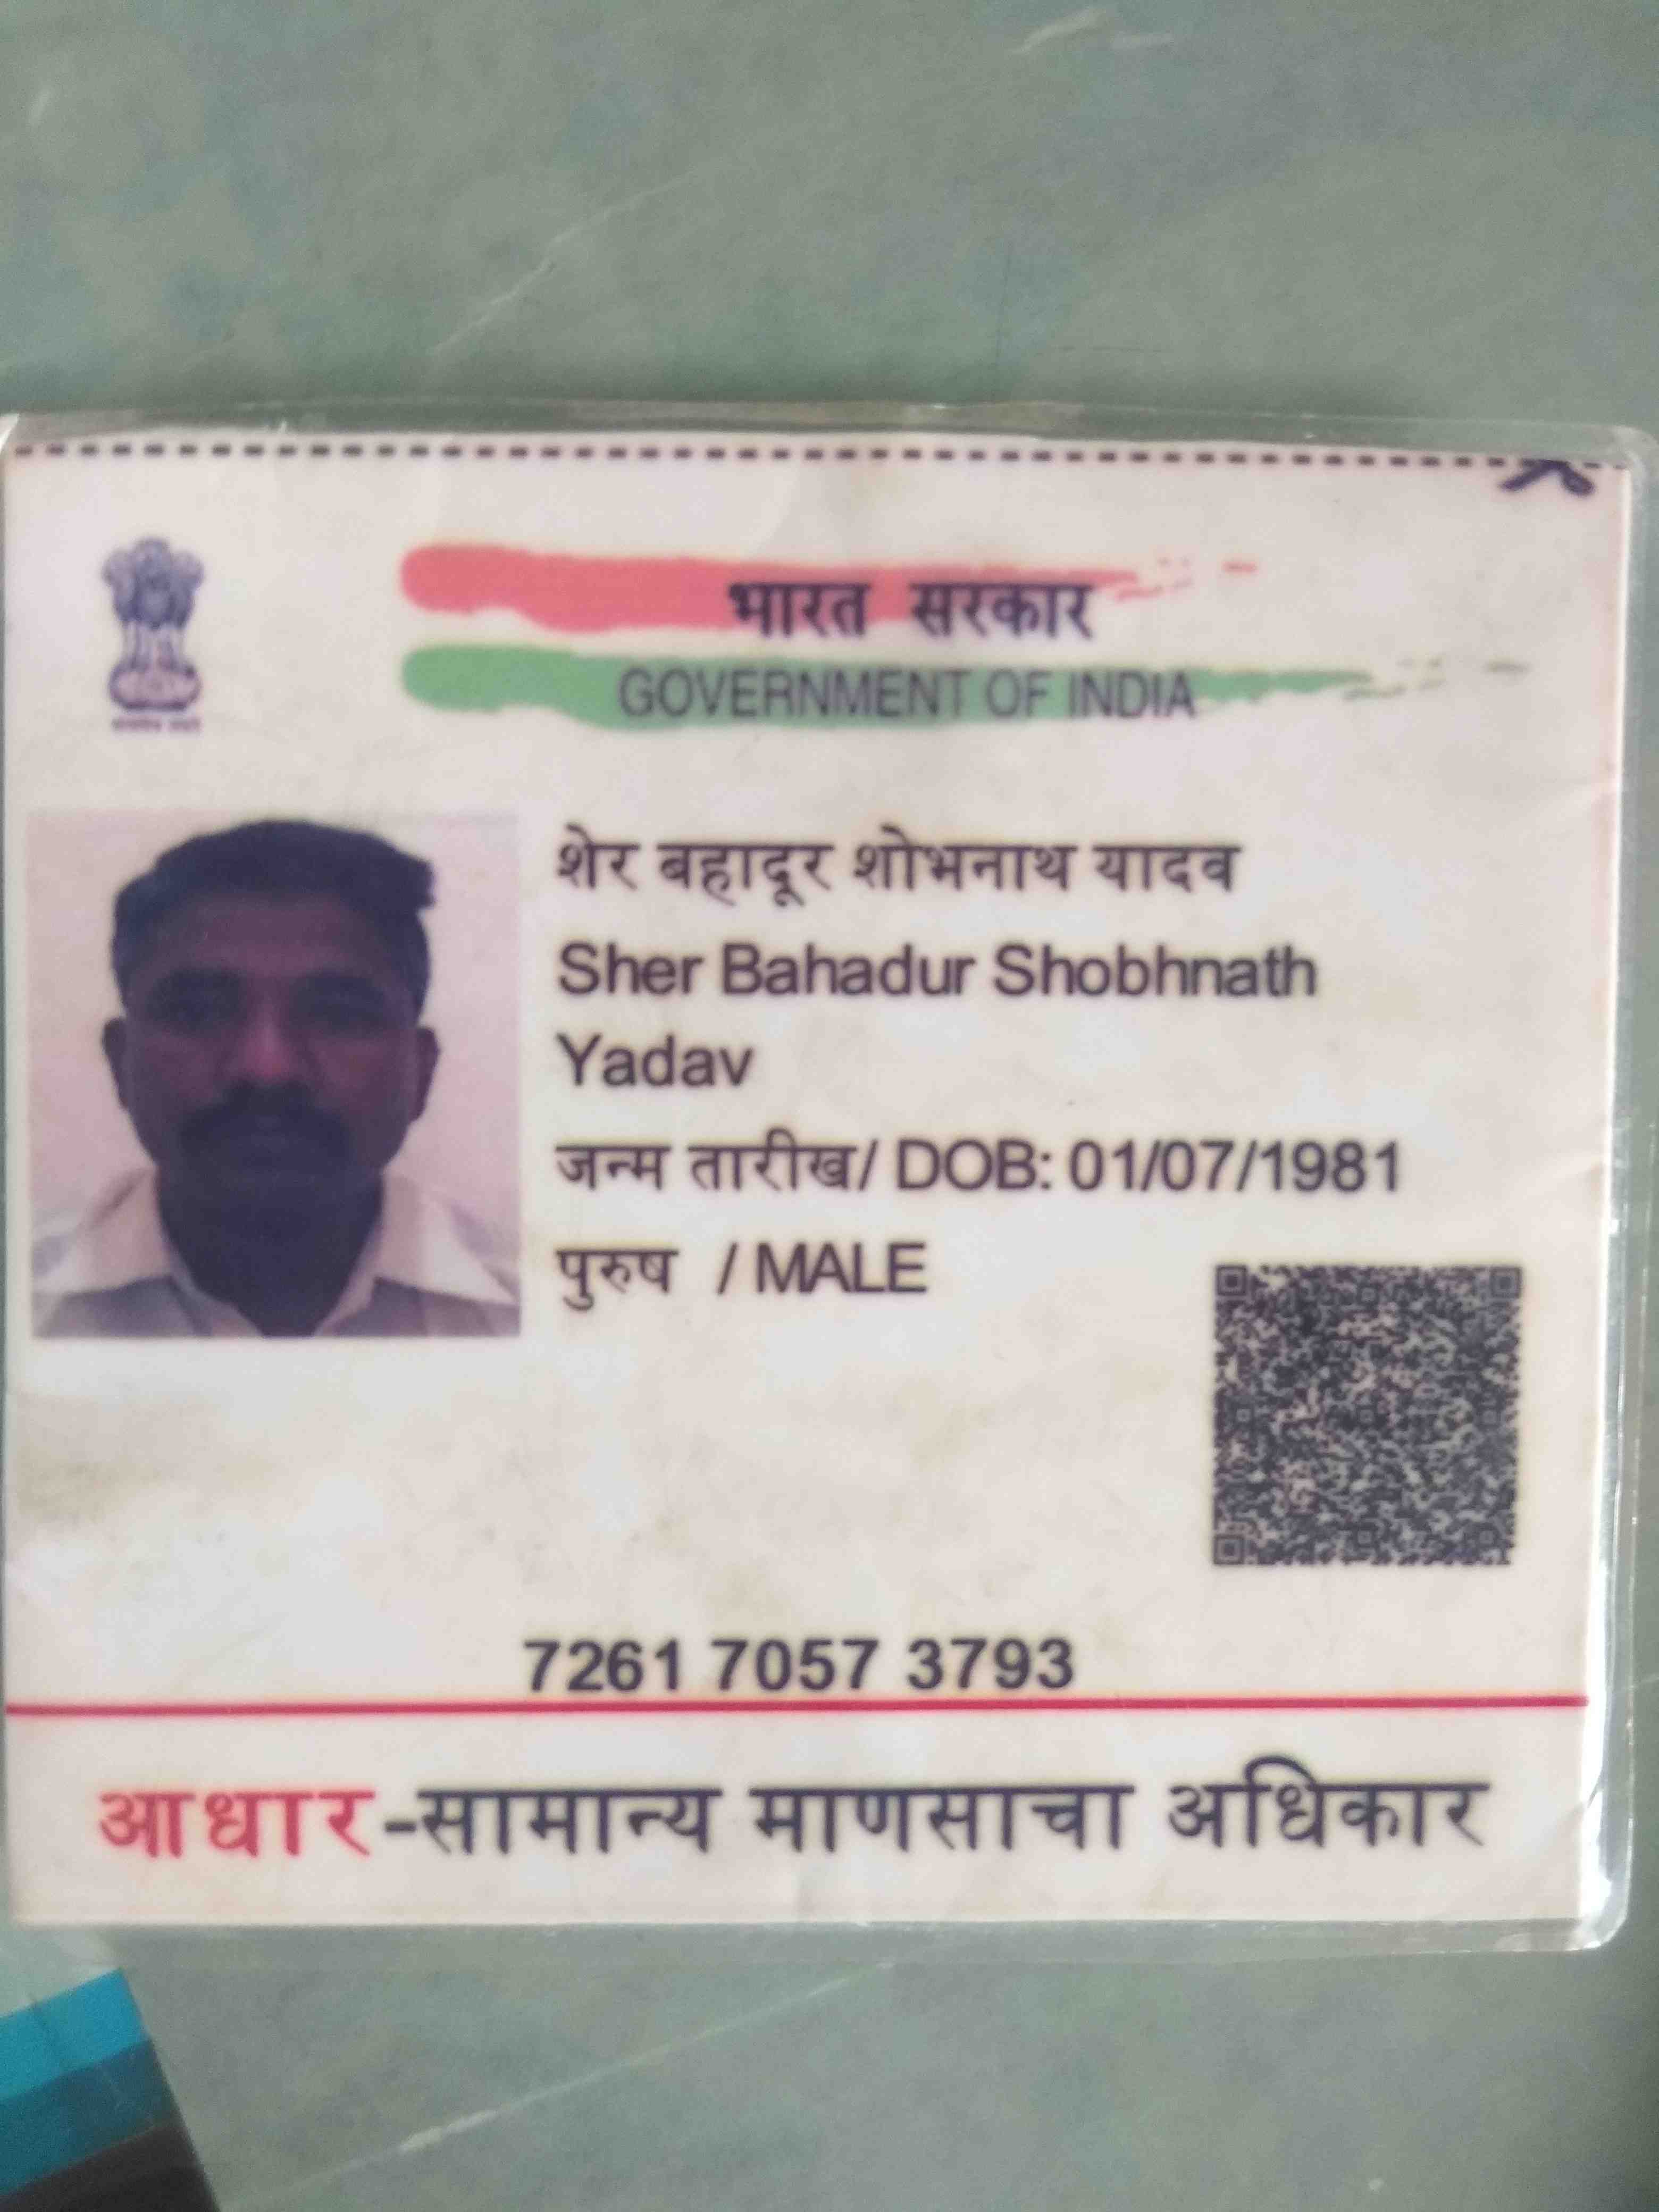 भारत सरकार
GOVERNMENT OF INDIA
शेर बहादूर शोभनाथ यादव
Sher Bahadur Shobhnath
Yadav
जन्म तारीख/ DOB: 01/07/1981
पुरुष / MALE
7261 7057 3793
आधार-सामान्य माणसाचा अधिकार